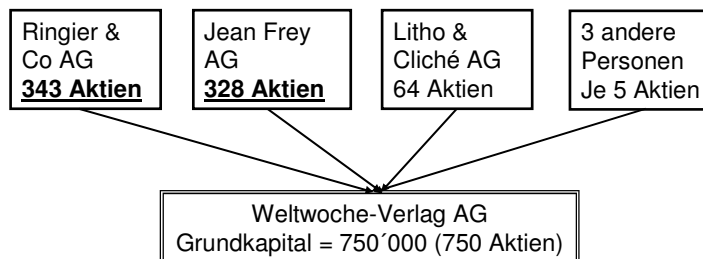 Ringier &
Co AG
343 Aktien
Jean Frey
AG
328 Aktien
Litho &
Cliché AG
64 Aktien
3 andere
Personen
Je 5 Aktien
Weltwoche-Verlag AG
Grundkapital = 750´000 (750 Aktien)